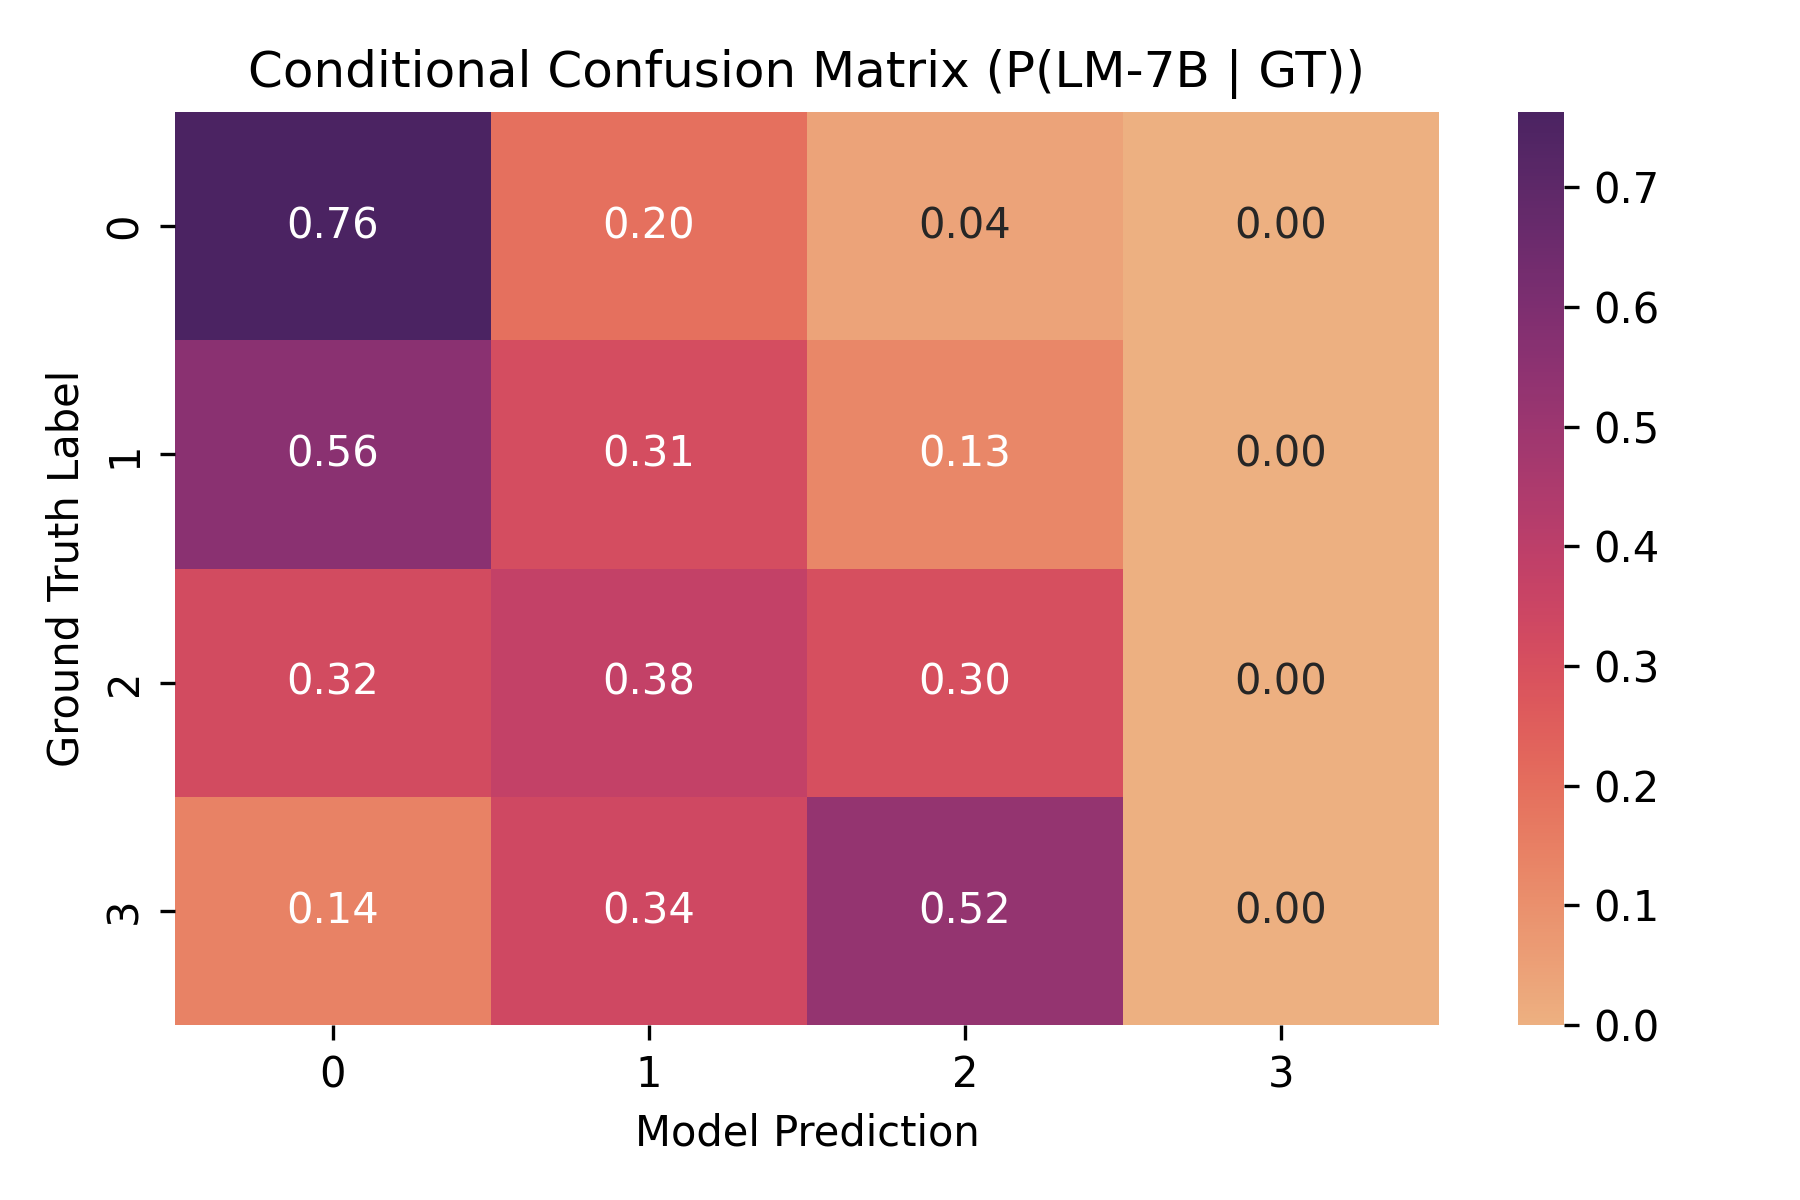 Conditional Confusion Matrix (P(LM-7B | GT))
Ground Truth Label
0 0.76 0.20 0.04 0.00
1 0.56 0.31 0.13 0.00
2 0.32 0.38 0.30 0.00
3 0.14 0.34 0.52 0.00
0 1 2 3
Model Prediction
0.7
0.6
0.5
0.4
0.3
0.2
0.1
0.0